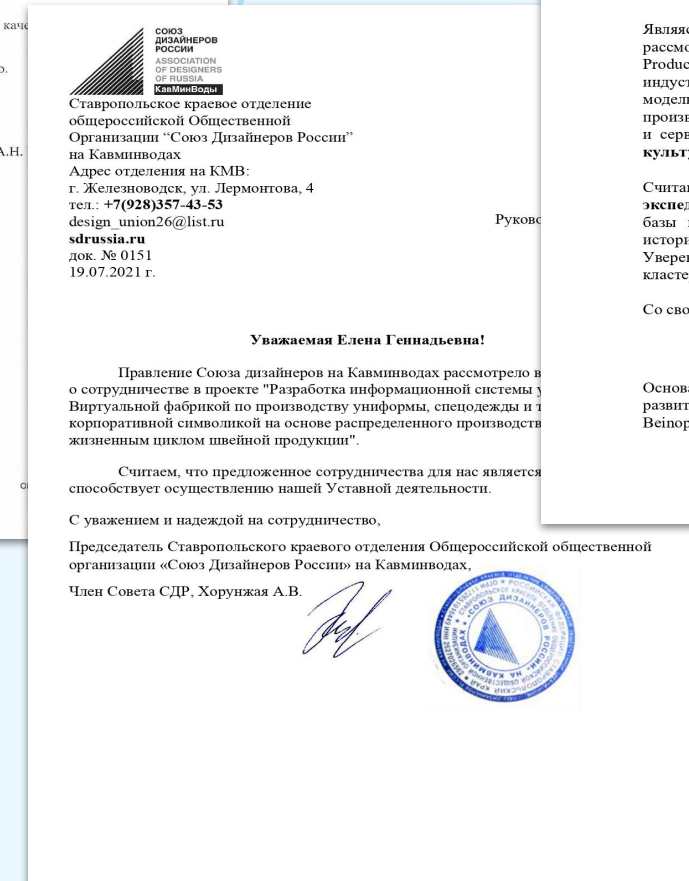 каче
А.Н.
СОЮЗ
ДИЗАЙНЕРОВ
РОССИИ
ASSOCIATION
OF DESIGNERS
OF RUSSIA
КавМинВоды
Ставропольское краевое отделение
общероссийской Общественной
Организации “Союз Дизайнеров России”
на Кавминводах
Адрес отделения на КМВ:
г. Железноводск, ул. Лермонтова, 4
тел.: +7(928)357-43-53
design_union26@list.ru
Руково
sdrussia.ru
док. № 0151
19.07.2021 г.
Уважаемая Елена Геннадьевна!
Правление Союза дизайнеров на Кавминводах рассмотрело в
о сотрудничестве в проекте "Разработка информационной системы у
Виртуальной фабрикой по производству униформы, спецодежды и т
корпоративной символикой на основе распределенного производств
жизненным циклом швейной продукции".
Считаем, что предложенное сотрудничества для нас является
способствует осуществлению нашей Уставной деятельности.
С уважением и надеждой на сотрудничество,
Председатель Ставропольского краевого отделения Общероссийской общественной
организации «Союз Дизайнеров России» на Кавминводах,
Член Совета СДР, Хорунжая А.В.
Являяс
рассмо
Produc
индуст
модели
произв
и серв
культу
Считаю
экспед
базы
истори
Уверен
класте
Со сво
Основа
развит
Beinop